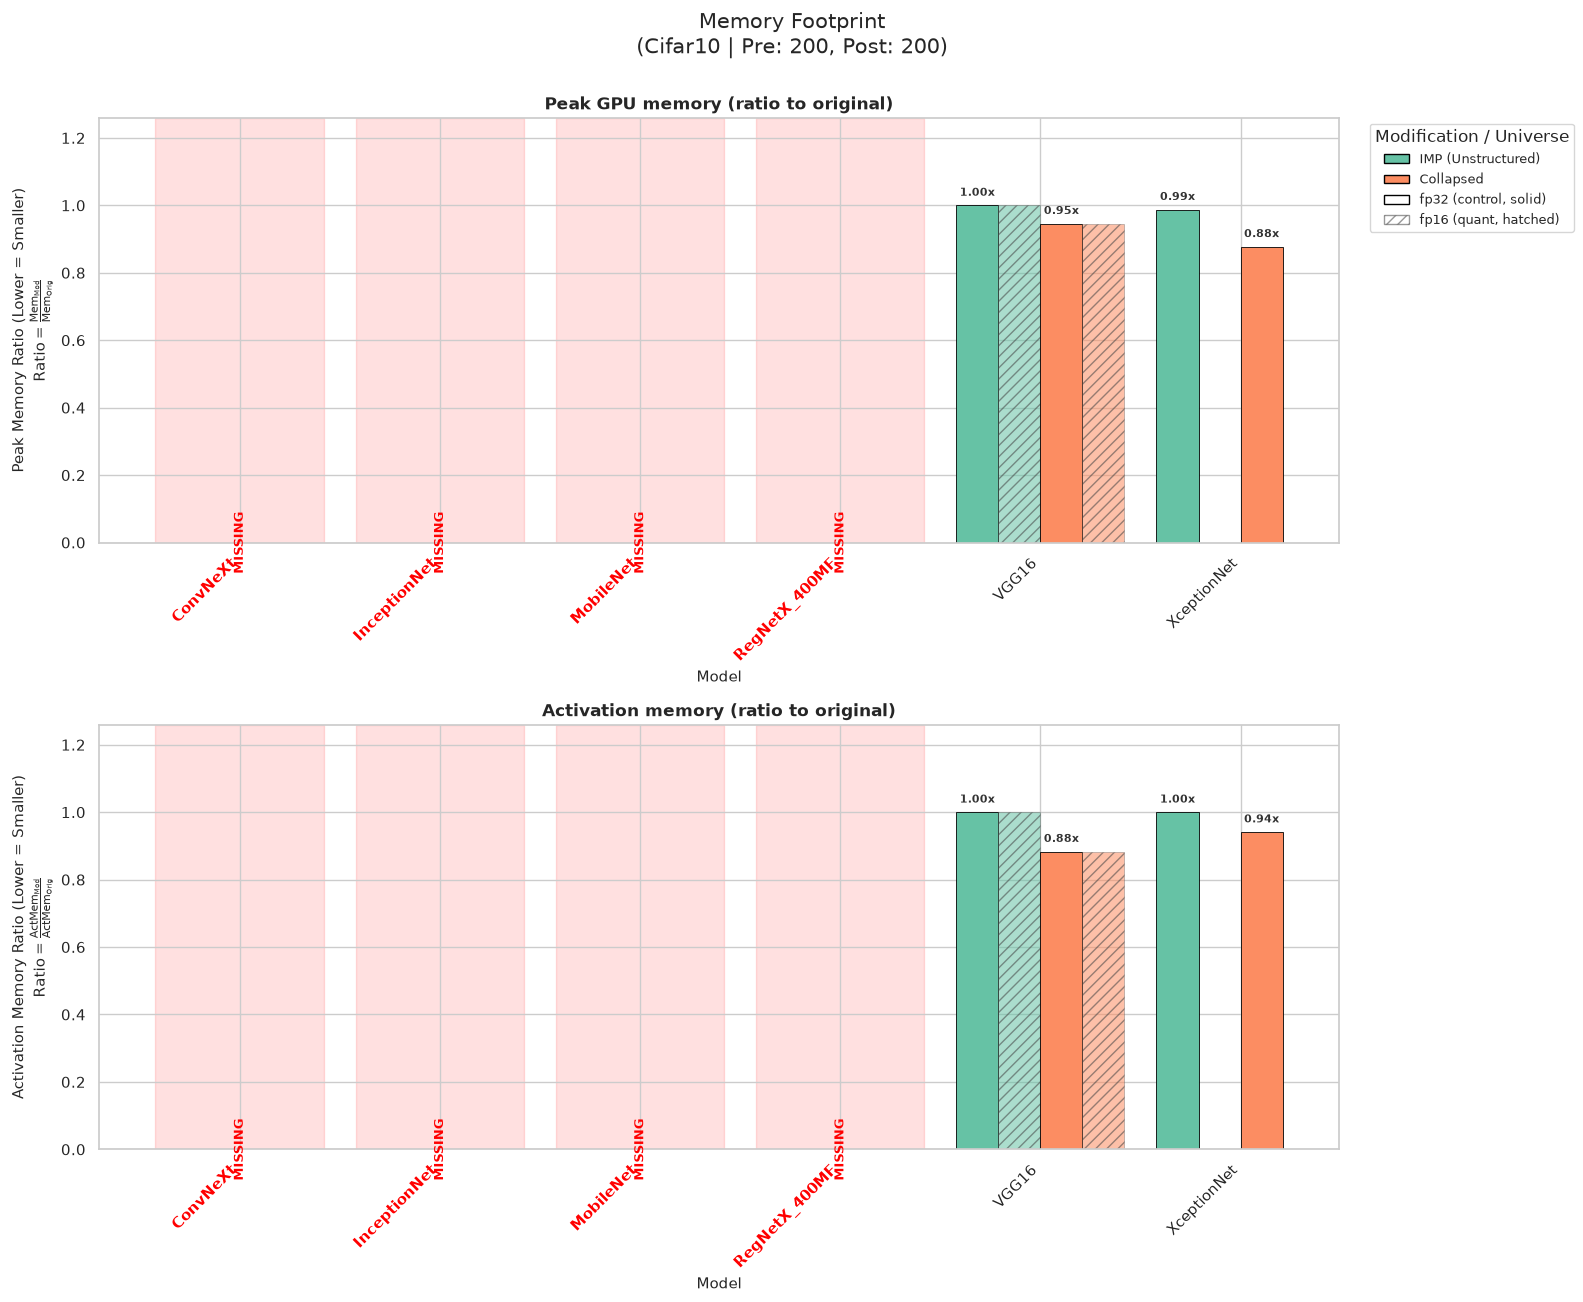 Memory Footprint
(Cifar10 | Pre: 200, Post: 200)
Peak GPU memory (ratio to original)
Peak Memory Ratio (Lower = Smaller)
Ratio = Mem_Mod / Mem_Orig
1.2
1.0
0.8
0.6
0.4
0.2
0.0
1.00x
0.95x
0.99x
0.88x
MISSING
MISSING
MISSING
MISSING
ConvNeXt
InceptionNet
MobileNet
RegNetX_400MF
VGG16
XceptionNet
Model
Modification / Universe
IMP (Unstructured)
Collapsed
fp32 (control, solid)
fp16 (quant, hatched)
Activation memory (ratio to original)
Activation Memory Ratio (Lower = Smaller)
Ratio = ActMem_Mod / ActMem_Orig
1.2
1.0
0.8
0.6
0.4
0.2
0.0
1.00x
0.88x
1.00x
0.94x
MISSING
MISSING
MISSING
MISSING
ConvNeXt
InceptionNet
MobileNet
RegNetX_400MF
VGG16
XceptionNet
Model